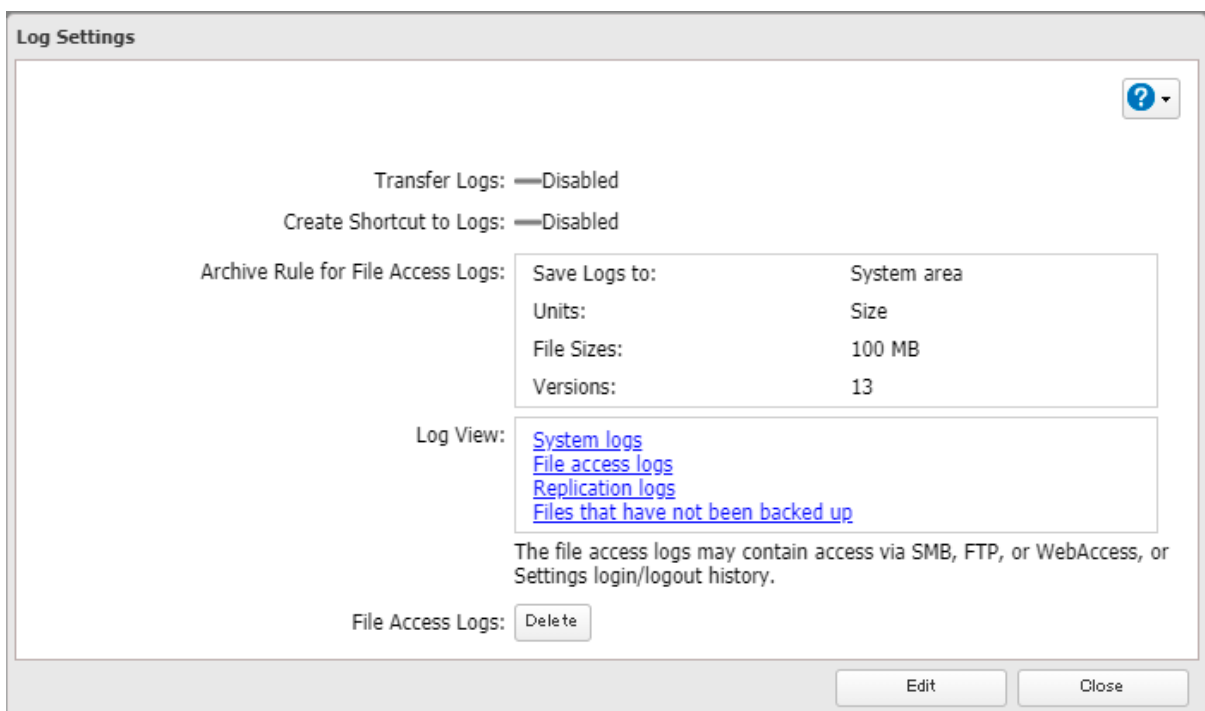 Log Settings
?
Transfer Logs: Disabled
Create Shortcut to Logs: Disabled
Archive Rule for File Access Logs: Save Logs to: System area
Units: Size
File Sizes: 100 MB
Versions: 13
Log View: System logs
File access logs
Replication logs
Files that have not been backed up
The file access logs may contain access via SMB, FTP, or WebAccess, or
Settings login/logout history.
File Access Logs: Delete
Edit Close